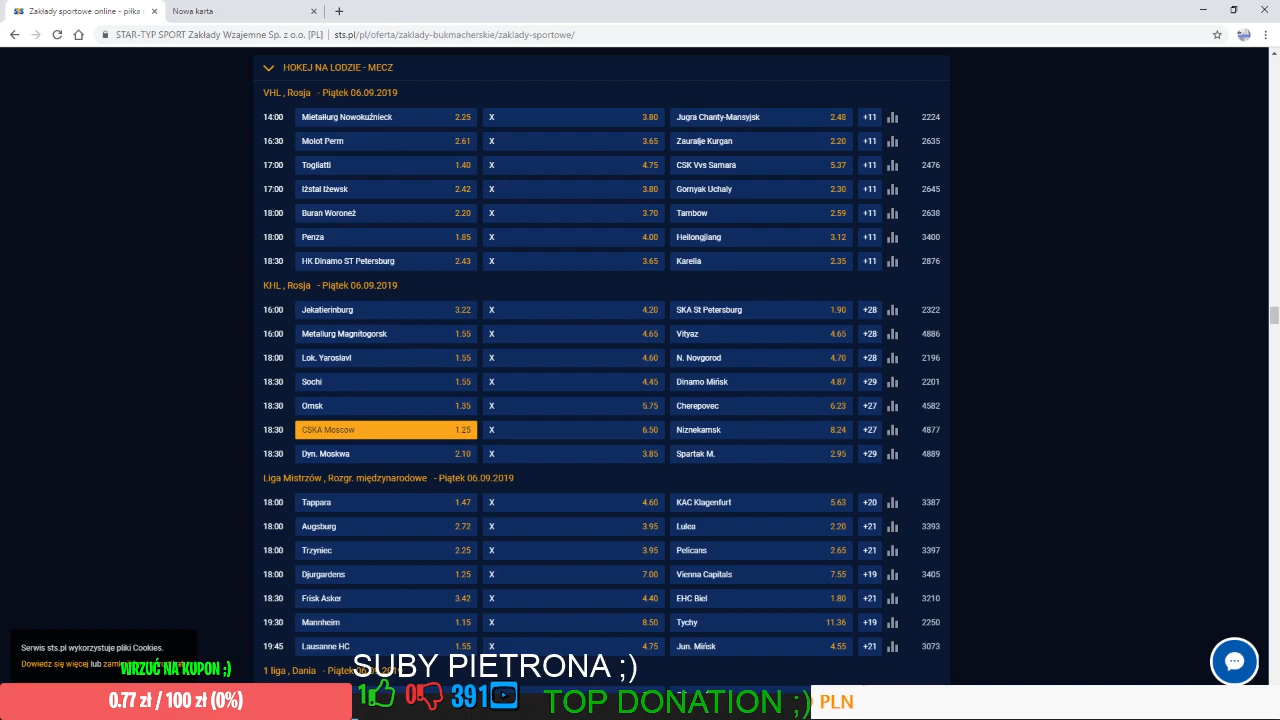 Zakłady sportowe online - piłka
Nowa karta
STAR-TYP SPORT Zakłady Wzajemne Sp. z o.o. [PL] | sts.pl/pl/oferta/zaklady-bukmacherskie/zaklady-sportowe/
HOKEJ NA LODZIE - MECZ
VHL , Rosja - Piątek 06.09.2019
14:00 Mietałłurg Nowokuźnieck 2.25 X 3.80 Jugra Chanty-Mansyjsk 2.48 +11 2224
16:30 Molot Perm 2.61 X 3.65 Zauralje Kurgan 2.20 +11 2635
17:00 Togliatti 1.40 X 4.75 CSK Vvs Samara 5.37 +11 2476
17:00 Iżstal Iżewsk 2.42 X 3.80 Gornyak Uchaly 2.30 +11 2645
18:00 Buran Woroneż 2.20 X 3.70 Tambow 2.59 +11 2638
18:00 Penza 1.85 X 4.00 Heilongjiang 3.12 +11 3400
18:30 HK Dinamo ST Petersburg 2.43 X 3.65 Karelia 2.35 +11 2876
KHL , Rosja - Piątek 06.09.2019
16:00 Jekatierinburg 3.22 X 4.20 SKA St Petersburg 1.90 +28 2322
16:00 Metallurg Magnitogorsk 1.55 X 4.65 Vityaz 4.65 +28 4886
18:00 Lok. Yaroslavl 1.55 X 4.60 N. Novgorod 4.70 +28 2196
18:30 Sochi 1.55 X 4.45 Dinamo Mińsk 4.87 +29 2201
18:30 Omsk 1.35 X 5.75 Cherepovec 6.23 +27 4582
18:30 CSKA Moscow 1.25 X 6.50 Niznekamsk 8.24 +27 4877
18:30 Dyn. Moskwa 2.10 X 3.85 Spartak M. 2.95 +29 4889
Liga Mistrzów , Rozgr. międzynarodowe - Piątek 06.09.2019
18:00 Tappara 1.47 X 4.60 KAC Klagenfurt 5.63 +20 3387
18:00 Augsburg 2.72 X 3.95 Lulea 2.20 +21 3393
18:00 Trzyniec 2.25 X 3.95 Pelicans 2.65 +21 3397
18:00 Djurgardens 1.25 X 7.00 Vienna Capitals 7.55 +19 3405
18:00 Frisk Asker 3.42 X 4.40 EHC Biel 1.80 +21 3210
19:30 Mannheim 1.15 X 8.50 Tychy 11.36 +19 2250
19:45 Lausanne HC 1.55 X 4.75 Jun. Mińsk 4.55 +21 3073
1 liga , Dania - Piątek
Serwis sts.pl wykorzystuje pliki Cookies.
Dowiedz się więcej lub
WRZUĆ NA KUPON ;)
0.77 zł / 100 zł (0%)
SUBY PIETRONA ;)
1 0 391
TOP DONATION ;)
PLN